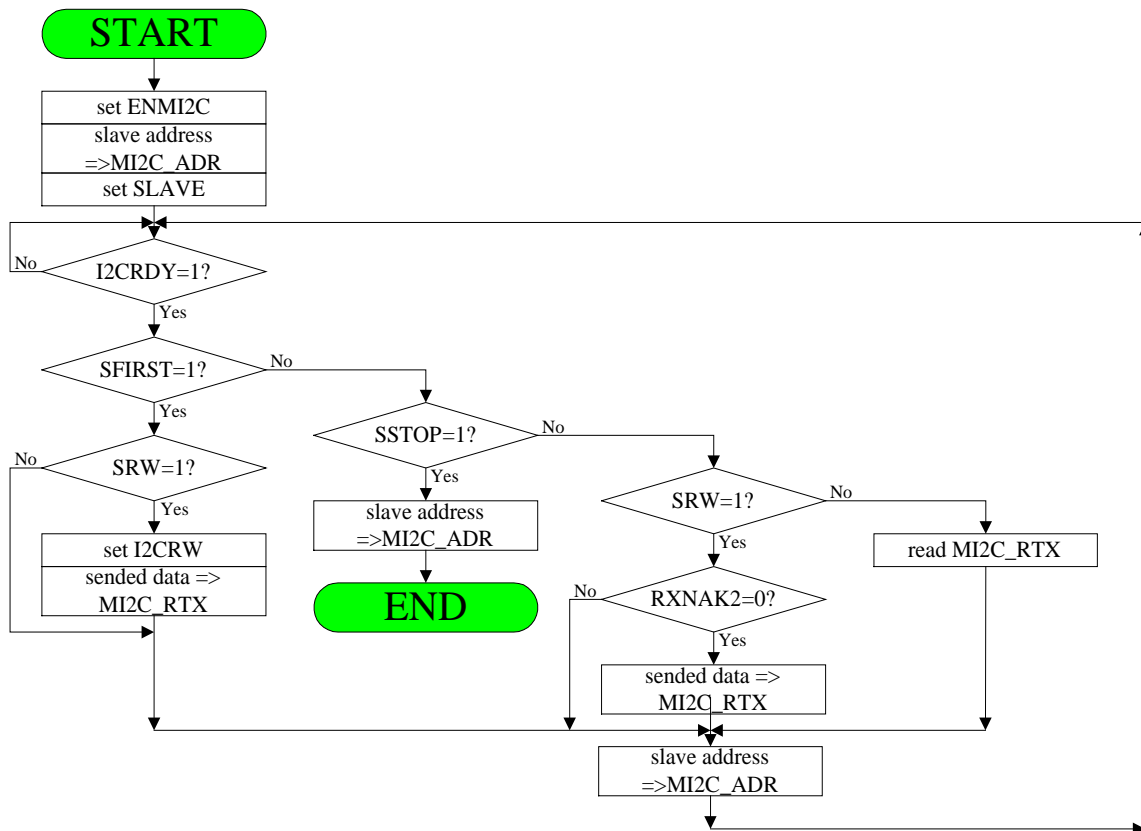 START
set ENMI2C
slave address
=>MI2C_ADR
set SLAVE
No
I2CRDY=1?
Yes
SFIRST=1?
No
Yes
SSTOP=1?
No
No
SRW=1?
Yes
Yes
SRW=1?
No
slave address
=>MI2C_ADR
set I2CRW
sended data =>
MI2C_RTX
Yes
read MI2C_RTX
END
No
RXNAK2=0?
Yes
sended data =>
MI2C_RTX
slave address
=>MI2C_ADR